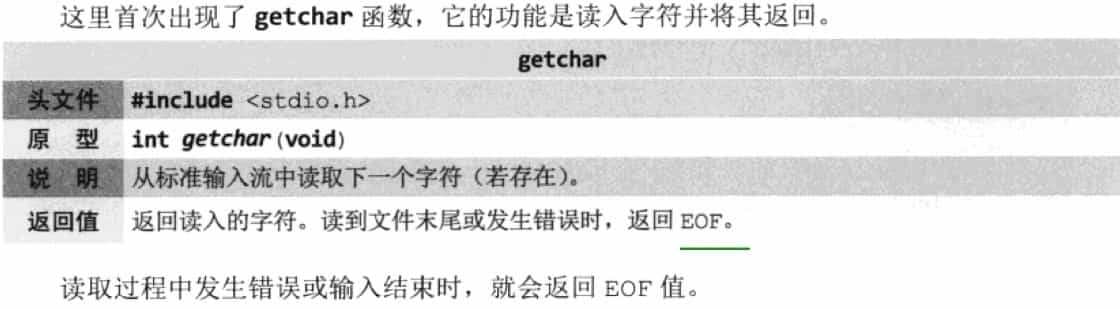 这里首次出现了 getchar 函数，它的功能是读入字符并将其返回。
getchar
头文件 #include <stdio.h>
原 型 int getchar(void)
说 明 从标准输入流中读取下一个字符（若存在）。
返回值 返回读入的字符。读到文件末尾或发生错误时，返回 EOF。
读取过程中发生错误或输入结束时，就会返回 EOF 值。